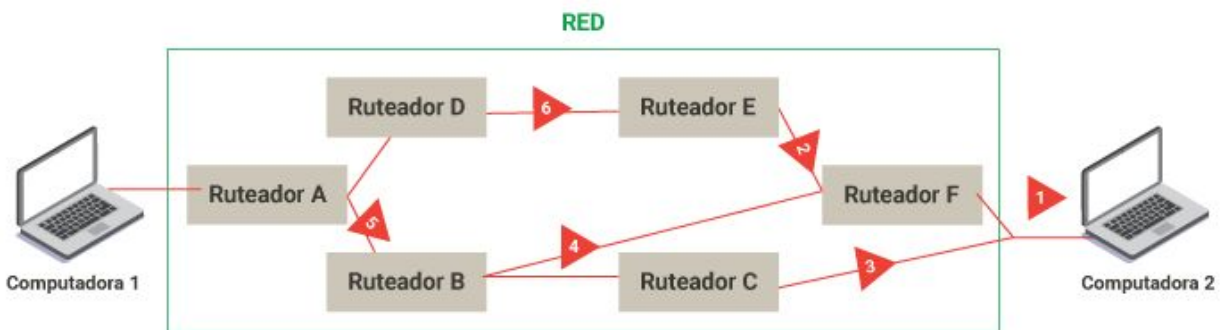 RED
Ruteador D
6
Ruteador E
2
Ruteador A
Ruteador F
1
5
4
Ruteador B
Ruteador C
3
Computadora 1
Computadora 2